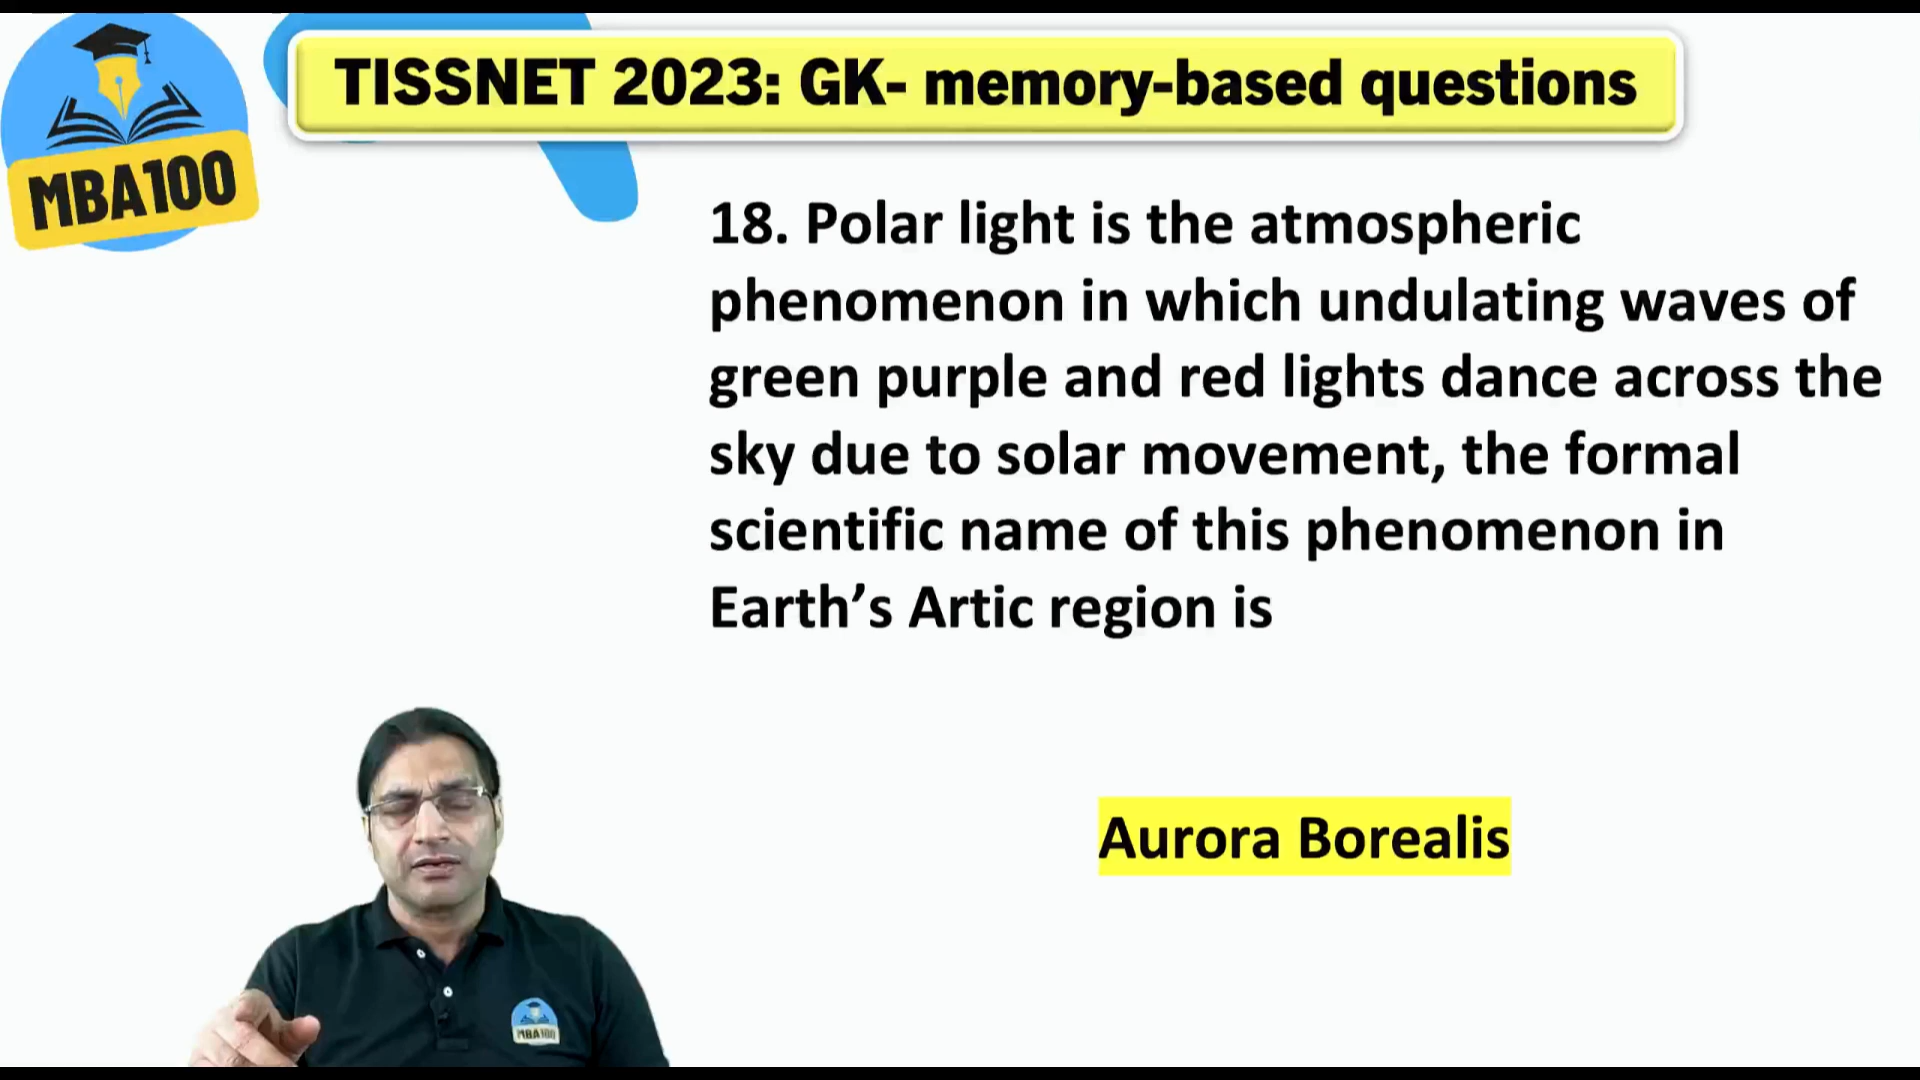 TISSNET 2023: GK- memory-based questions
MBA100
18. Polar light is the atmospheric
phenomenon in which undulating waves of
green purple and red lights dance across the
sky due to solar movement, the formal
scientific name of this phenomenon in
Earth’s Artic region is
Aurora Borealis
MBA100